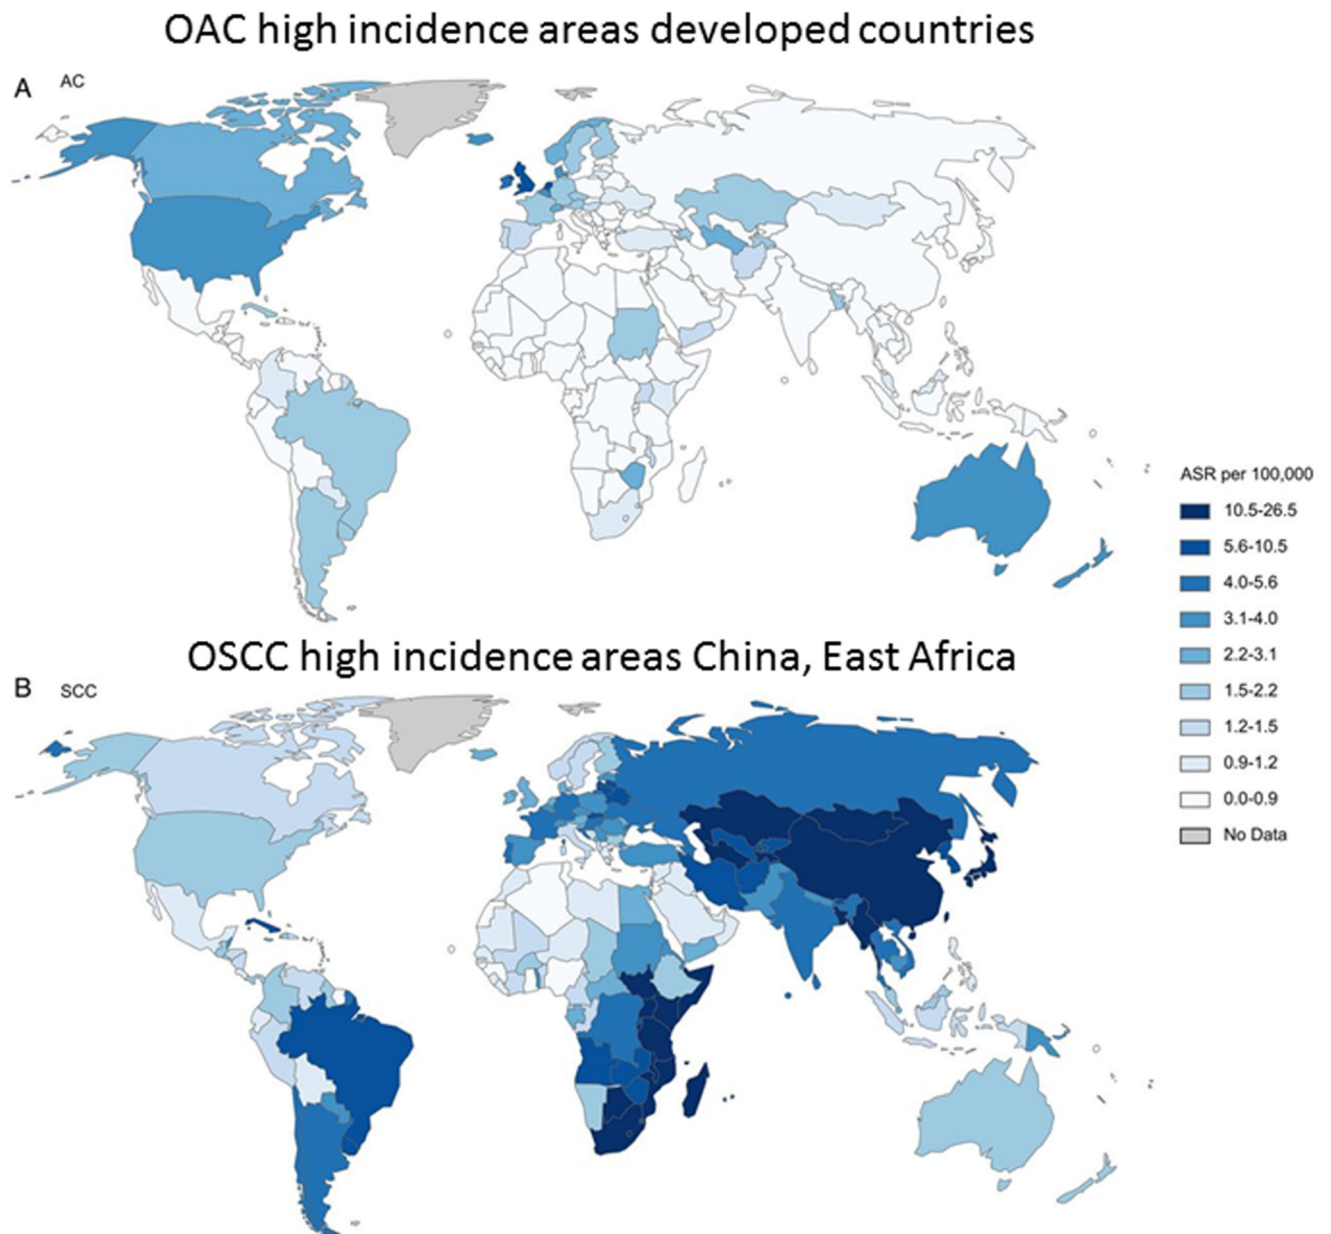 OAC high incidence areas developed countries
A AC
ASR per 100,000
10.5-26.5
5.6-10.5
4.0-5.6
3.1-4.0
2.2-3.1
1.5-2.2
1.2-1.5
0.9-1.2
0.0-0.9
No Data
OSCC high incidence areas China, East Africa
B SCC